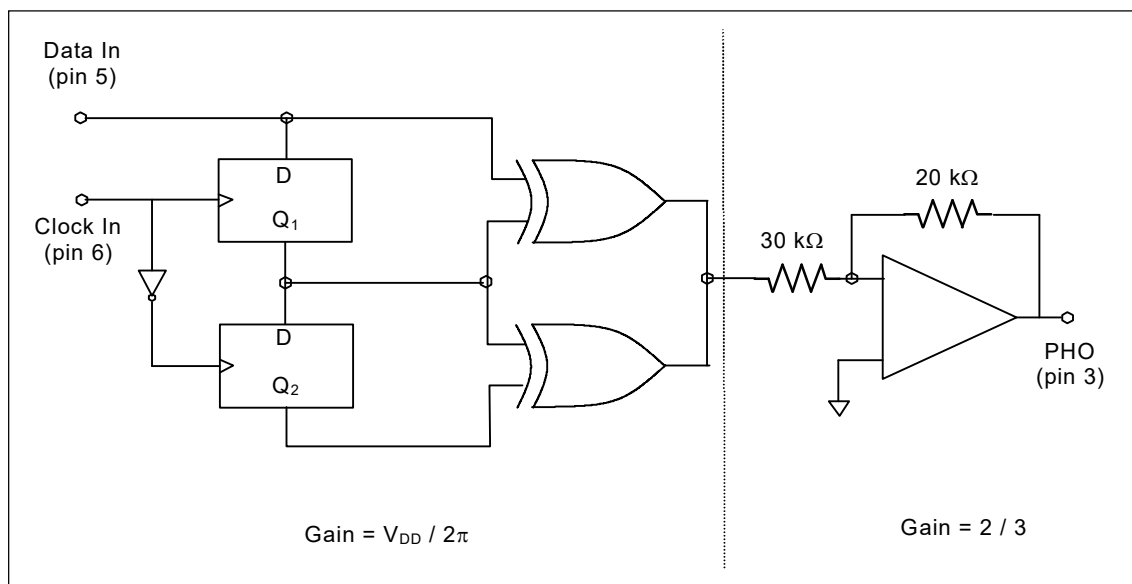 Data In
(pin 5)
D
Q₁
Clock In
(pin 6)
D
Q₂
30 kΩ
20 kΩ
PHO
(pin 3)
Gain = V_DD / 2π
Gain = 2 / 3